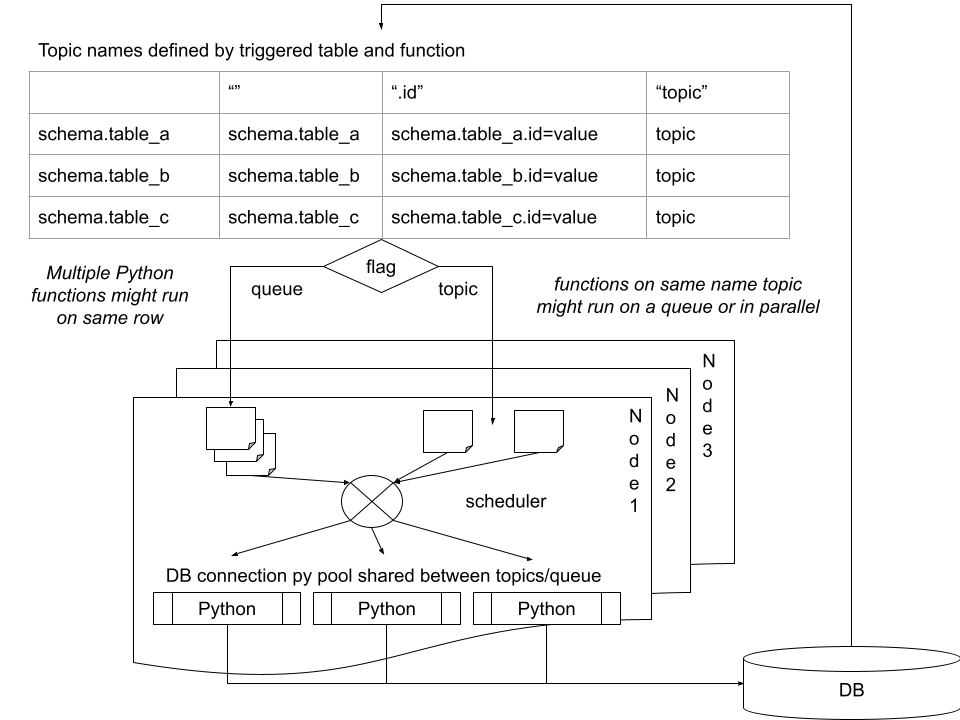 Topic names defined by triggered table and function
“” “.id” “topic”
schema.table_a schema.table_a schema.table_a.id=value topic
schema.table_b schema.table_b schema.table_b.id=value topic
schema.table_c schema.table_c schema.table_c.id=value topic
flag
queue
topic
Multiple Python
functions might run
on same row
functions on same name topic
might run on a queue or in parallel
Node3
Node2
Node1
scheduler
DB connection py pool shared between topics/queue
Python Python Python
DB